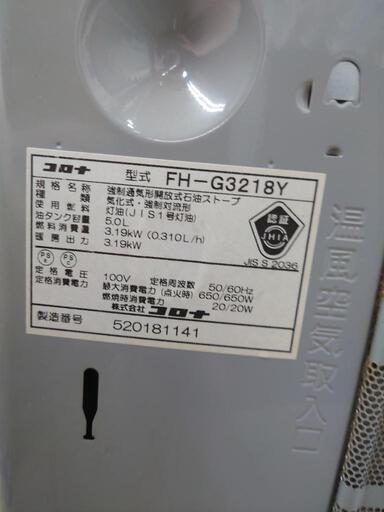 コロナ 型式 FH-G3218Y
規格名称 強制通気形開放式石油ストーブ
種類 気化式・強制対流形
使用燃料 灯油(JIS1号灯油)
油タンク容量 5.0L
燃料消費量 3.19kW(0.310L/h)
暖房出力 3.19kW
定格電圧 100V 定格周波数 50/60Hz
定格消費電力 最大消費電力(点火時) 650/650W
燃焼時消費電力 20/20W
株式会社 コロナ
製造番号 520181141
認証
JHIA
JIS S 2036
PS
C
PS
E
温風空気取入口